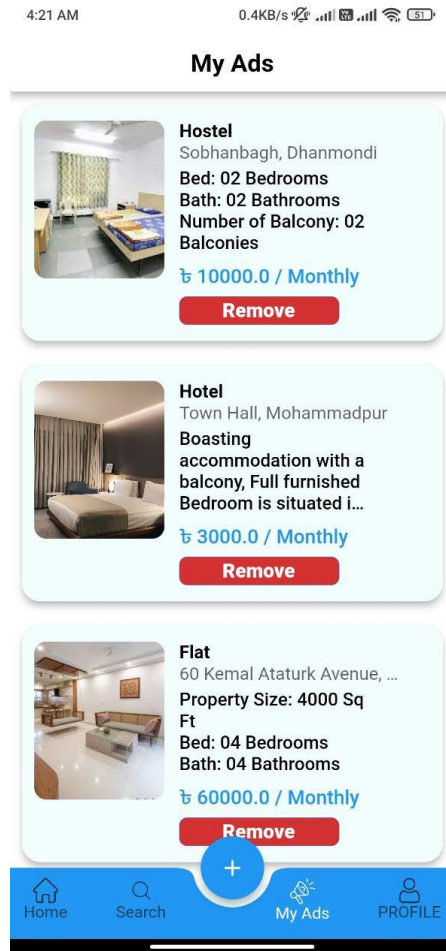 4:21 AM
0.4KB/s
Vo
LTE
51
My Ads
Hostel
Sobhanbagh, Dhanmondi
Bed: 02 Bedrooms
Bath: 02 Bathrooms
Number of Balcony: 02
Balconies
৳ 10000.0 / Monthly
Remove
Hotel
Town Hall, Mohammadpur
Boasting
accommodation with a
balcony, Full furnished
Bedroom is situated i...
৳ 3000.0 / Monthly
Remove
Flat
60 Kemal Ataturk Avenue, ...
Property Size: 4000 Sq
Ft
Bed: 04 Bedrooms
Bath: 04 Bathrooms
৳ 60000.0 / Monthly
Remove
+
Home
Search
My Ads
PROFILE